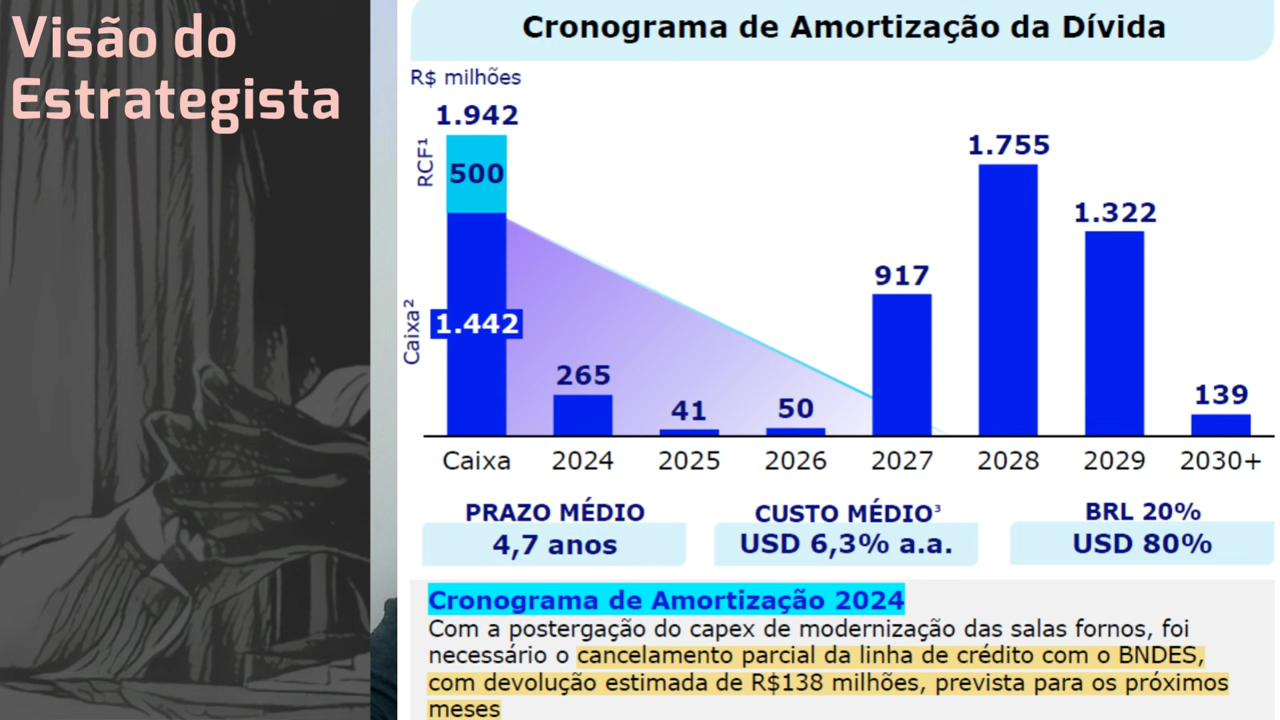 Visão do
Estrategista
Cronograma de Amortização da Dívida
R$ milhões
1.942
RCF¹
500
Caixa²
1.442
265
41
50
917
1.755
1.322
139
Caixa 2024 2025 2026 2027 2028 2029 2030+
PRAZO MÉDIO
4,7 anos
CUSTO MÉDIO³
USD 6,3% a.a.
BRL 20%
USD 80%
Cronograma de Amortização 2024
Com a postergação do capex de modernização das salas fornos, foi
necessário o cancelamento parcial da linha de crédito com o BNDES,
com devolução estimada de R$138 milhões, prevista para os próximos
meses